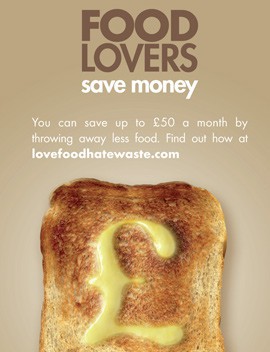 FOOD
LOVERS
save money
You can save up to £50 a month by
throwing away less food. Find out how at
lovefoodhatewaste.com
£